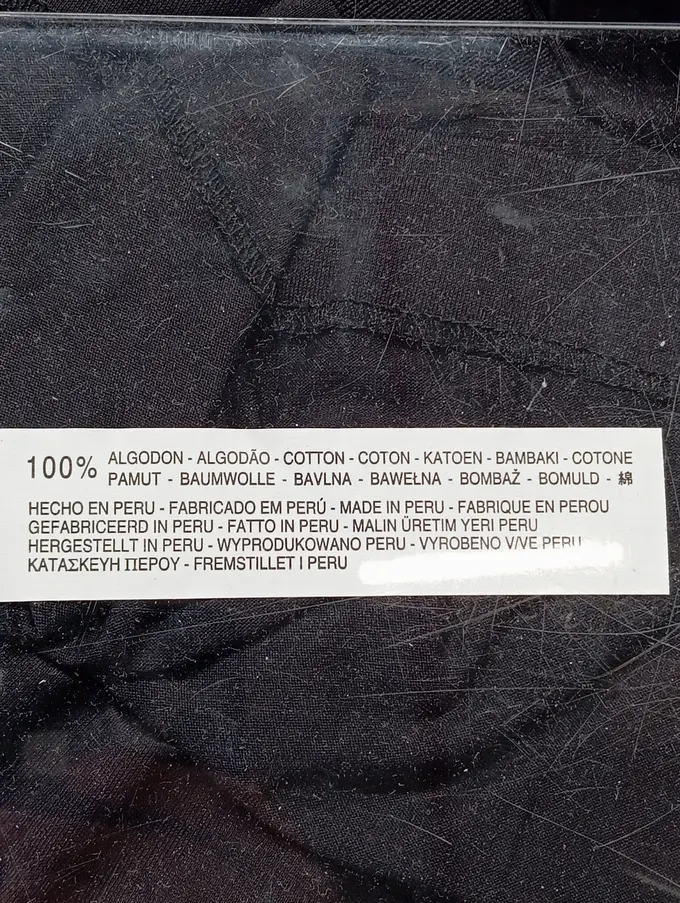 100% ALGODON - ALGODÃO - COTTON - COTON - KATOEN - BAMBAKI - COTONE
PAMUT - BAUMWOLLE - BAVLNA - BAWEŁNA - BOMBAŽ - BOMULD - 綿
HECHO EN PERU - FABRICADO EM PERÚ - MADE IN PERU - FABRIQUE EN PEROU
GEFABRICEERD IN PERU - FATTO IN PERU - MALIN ÜRETIM YERI PERU
HERGESTELLT IN PERU - WYPRODUKOWANO PERU - VYROBENO V/VE PERU
ΚΑΤΑΣΚΕΥΗ ΠΕΡΟΥ - FREMSTILLET I PERU